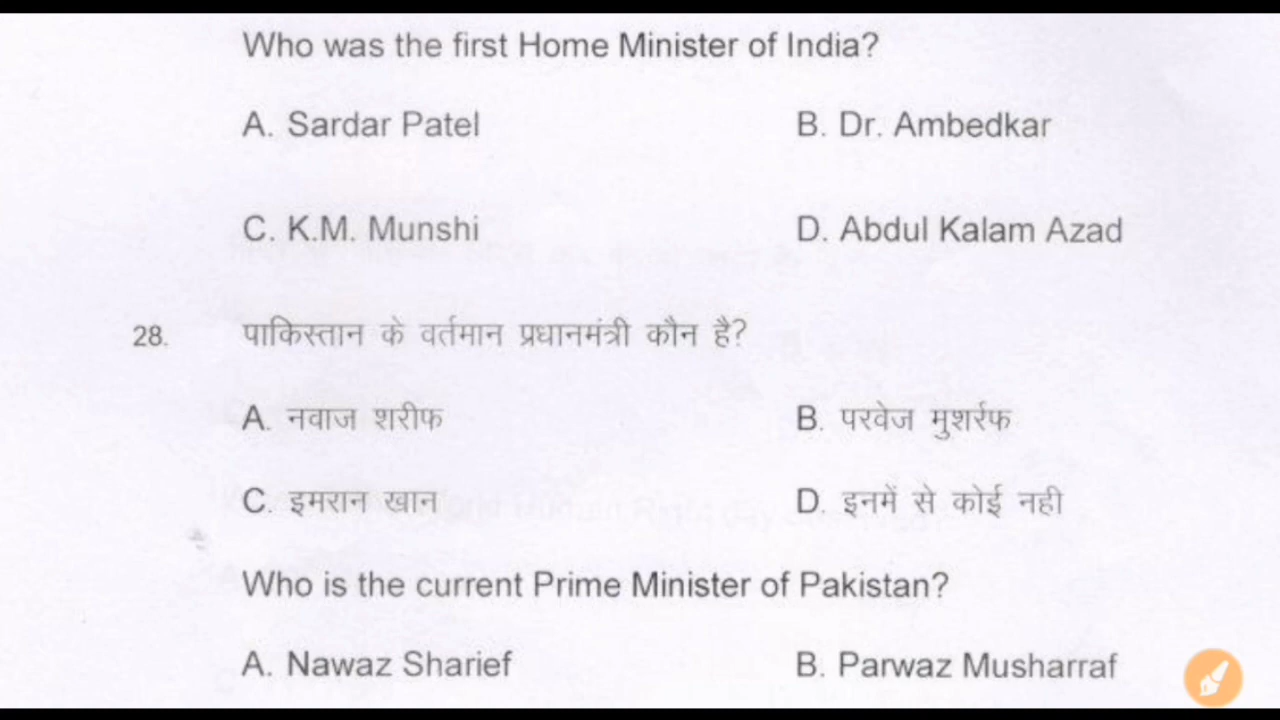 Who was the first Home Minister of India?
A. Sardar Patel B. Dr. Ambedkar
C. K.M. Munshi D. Abdul Kalam Azad
28. पाकिस्तान के वर्तमान प्रधानमंत्री कौन है?
A. नवाज शरीफ B. परवेज मुशर्रफ
C. इमरान खान D. इनमें से कोई नही
Who is the current Prime Minister of Pakistan?
A. Nawaz Sharief B. Parwaz Musharraf